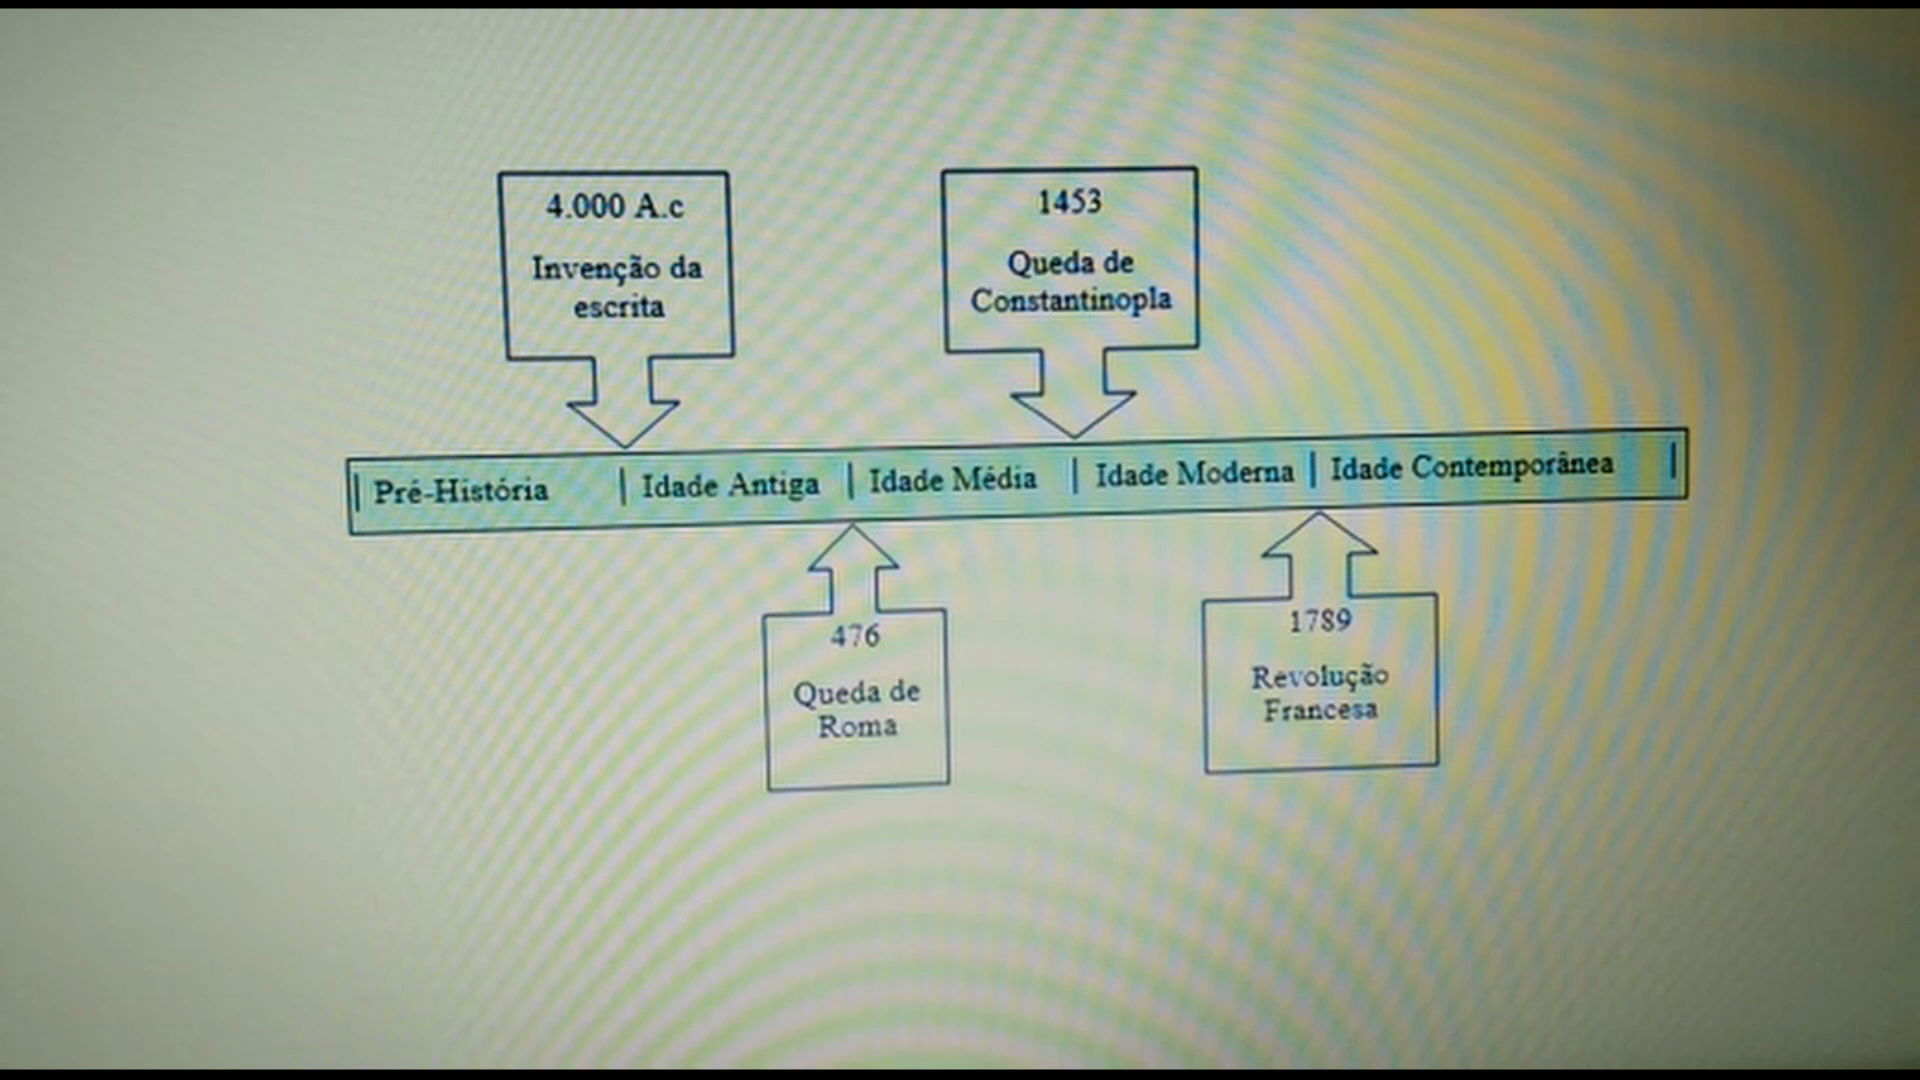 4.000 A.c
Invenção da
escrita
1453
Queda de
Constantinopla
| Pré-História | Idade Antiga | Idade Média | Idade Moderna | Idade Contemporânea |
476
Queda de
Roma
1789
Revolução
Francesa